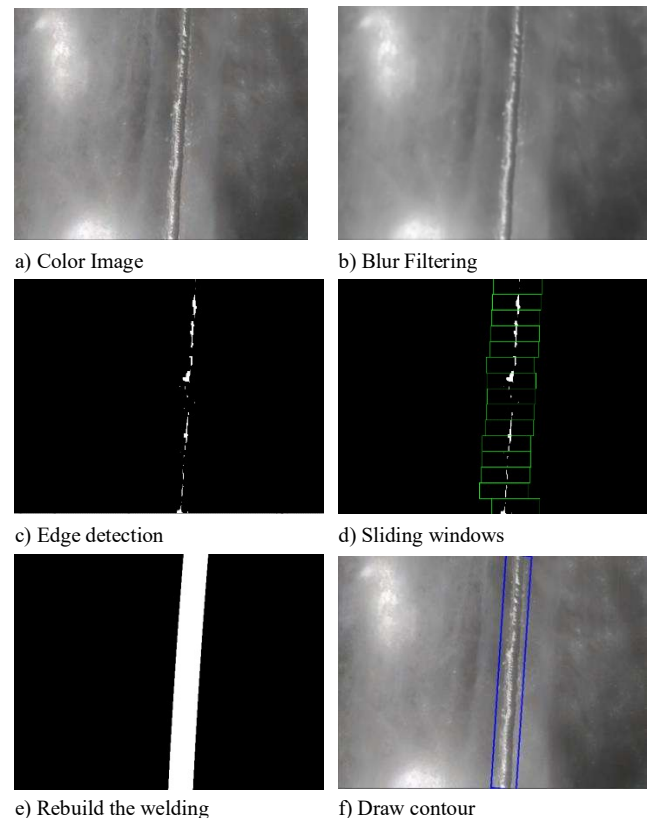 a) Color Image
b) Blur Filtering
c) Edge detection
d) Sliding windows
e) Rebuild the welding
f) Draw contour